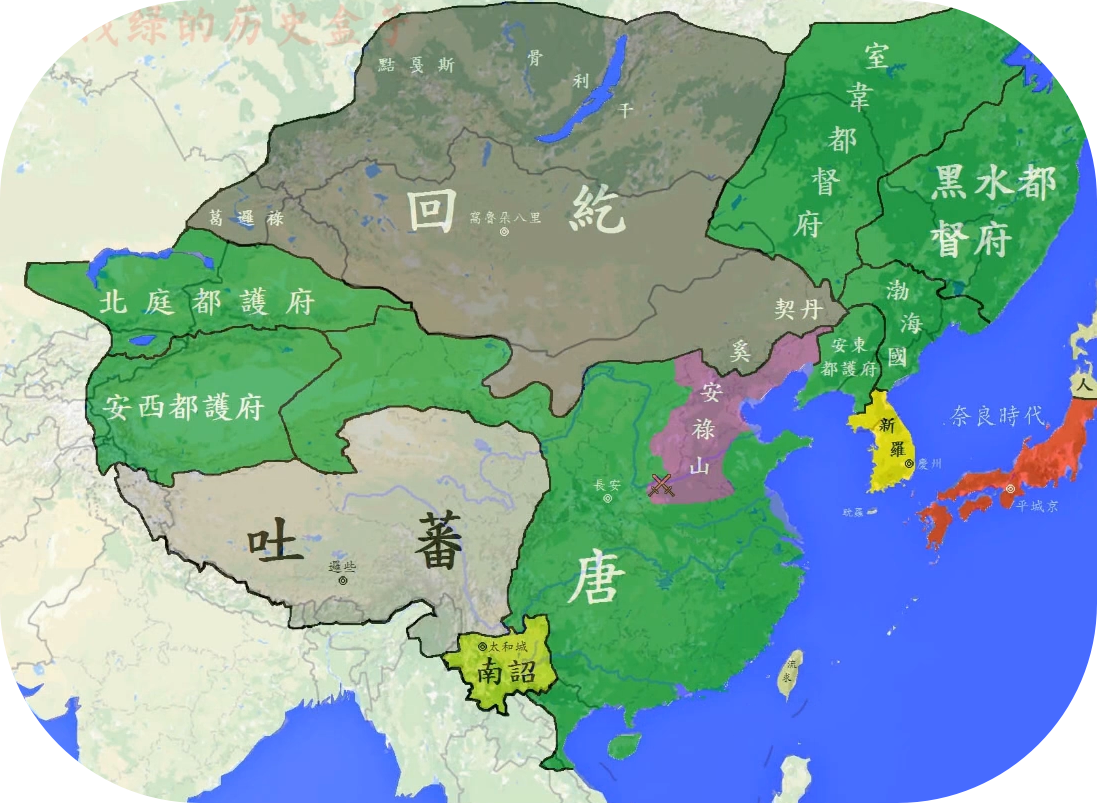 浅绿的历史盒子
黠戛斯
骨利干
室韋都督府
黑水都
督府
回紇
窩魯朵八里
葛邏祿
北庭都護府
契丹
渤海國
奚
安東
都護府
安西都護府
安祿山
人
奈良時代
新羅
慶州
長安
平城京
耽羅
吐蕃
邏些
唐
太和城
南詔
流求